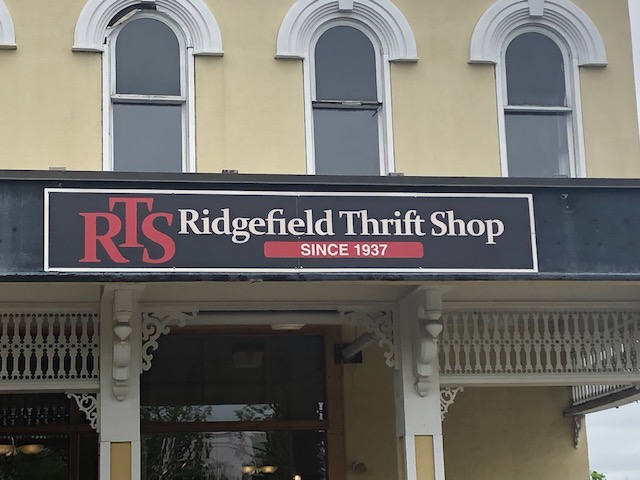 RTS Ridgefield Thrift Shop
SINCE 1937